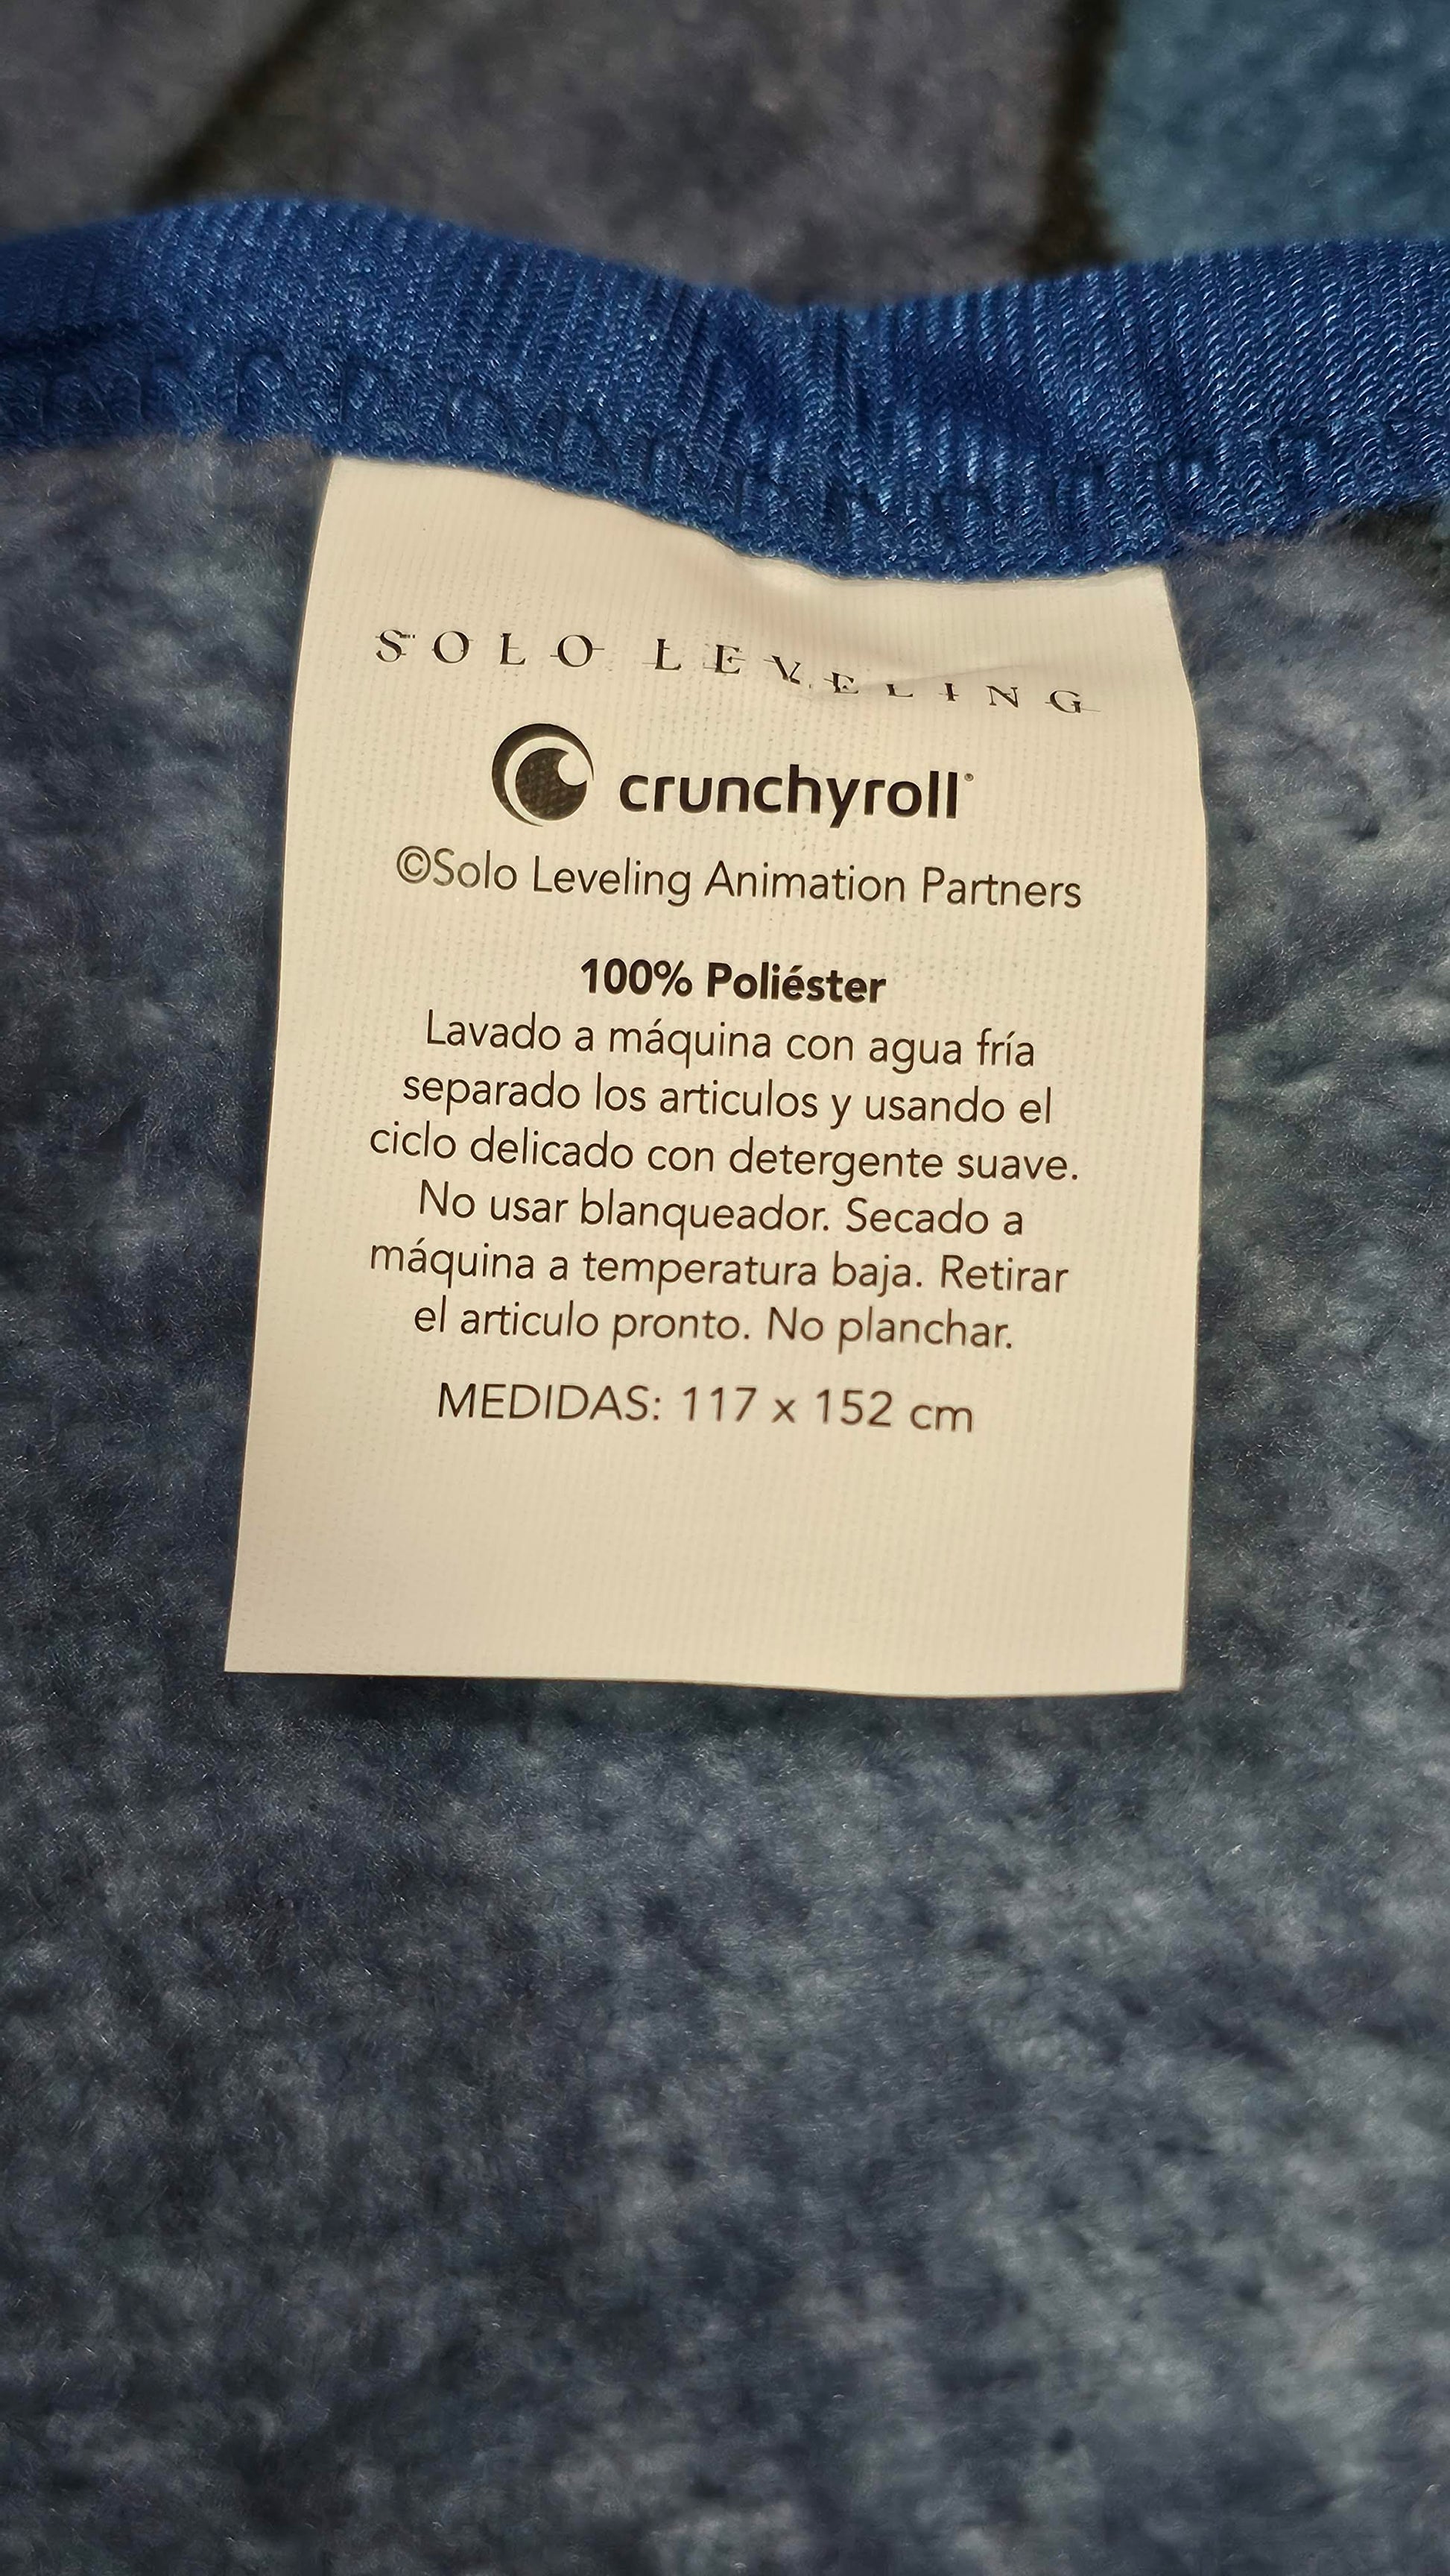 SOLO LEVELING
crunchyroll®
©Solo Leveling Animation Partners
100% Poliéster
Lavado a máquina con agua fría
separado los articulos y usando el
ciclo delicado con detergente suave.
No usar blanqueador. Secado a
máquina a temperatura baja. Retirar
el articulo pronto. No planchar.
MEDIDAS: 117 x 152 cm